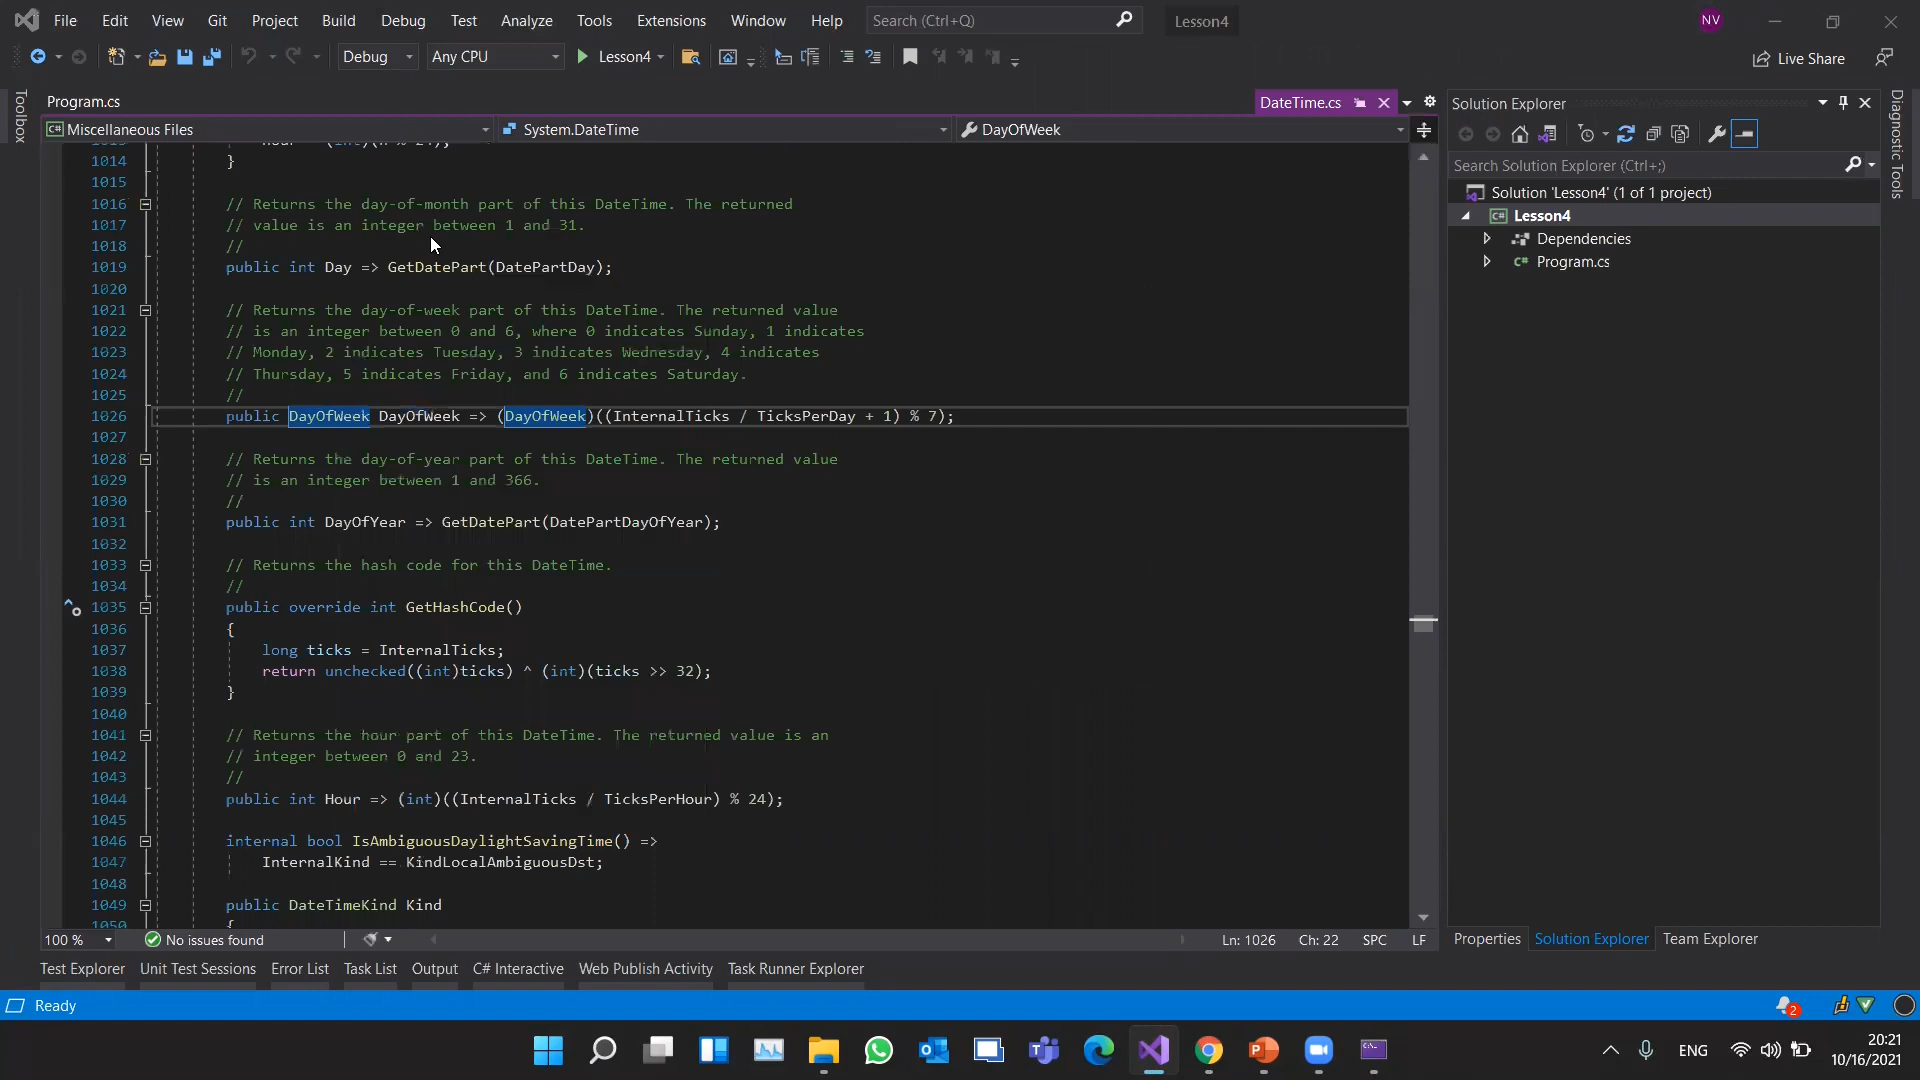 File Edit View Git Project Build Debug Test Analyze Tools Extensions Window Help Search (Ctrl+Q) Lesson4 NV
Debug Any CPU Lesson4 Live Share
Toolbox
Program.cs DateTime.cs
Miscellaneous Files System.DateTime DayOfWeek
1014 }
1015
1016 // Returns the day-of-month part of this DateTime. The returned
1017 // value is an integer between 1 and 31.
1018 //
1019 public int Day => GetDatePart(DatePartDay);
1020
1021 // Returns the day-of-week part of this DateTime. The returned value
1022 // is an integer between 0 and 6, where 0 indicates Sunday, 1 indicates
1023 // Monday, 2 indicates Tuesday, 3 indicates Wednesday, 4 indicates
1024 // Thursday, 5 indicates Friday, and 6 indicates Saturday.
1025 //
1026 public DayOfWeek DayOfWeek => (DayOfWeek)((InternalTicks / TicksPerDay + 1) % 7);
1027
1028 // Returns the day-of-year part of this DateTime. The returned value
1029 // is an integer between 1 and 366.
1030 //
1031 public int DayOfYear => GetDatePart(DatePartDayOfYear);
1032
1033 // Returns the hash code for this DateTime.
1034 //
1035 public override int GetHashCode()
1036 {
1037 long ticks = InternalTicks;
1038 return unchecked((int)ticks) ^ (int)(ticks >> 32);
1039 }
1040
1041 // Returns the hour part of this DateTime. The returned value is an
1042 // integer between 0 and 23.
1043 //
1044 public int Hour => (int)((InternalTicks / TicksPerHour) % 24);
1045
1046 internal bool IsAmbiguousDaylightSavingTime() =>
1047 InternalKind == KindLocalAmbiguousDst;
1048
1049 public DateTimeKind Kind
1050 {
100 % No issues found Ln: 1026 Ch: 22 SPC LF
Solution Explorer
Search Solution Explorer (Ctrl+;)
Solution 'Lesson4' (1 of 1 project)
C# Lesson4
Dependencies
C# Program.cs
Properties Solution Explorer Team Explorer
Diagnostic Tools
Test Explorer Unit Test Sessions Error List Task List Output C# Interactive Web Publish Activity Task Runner Explorer
Ready 2
ENG 20:21
10/16/2021